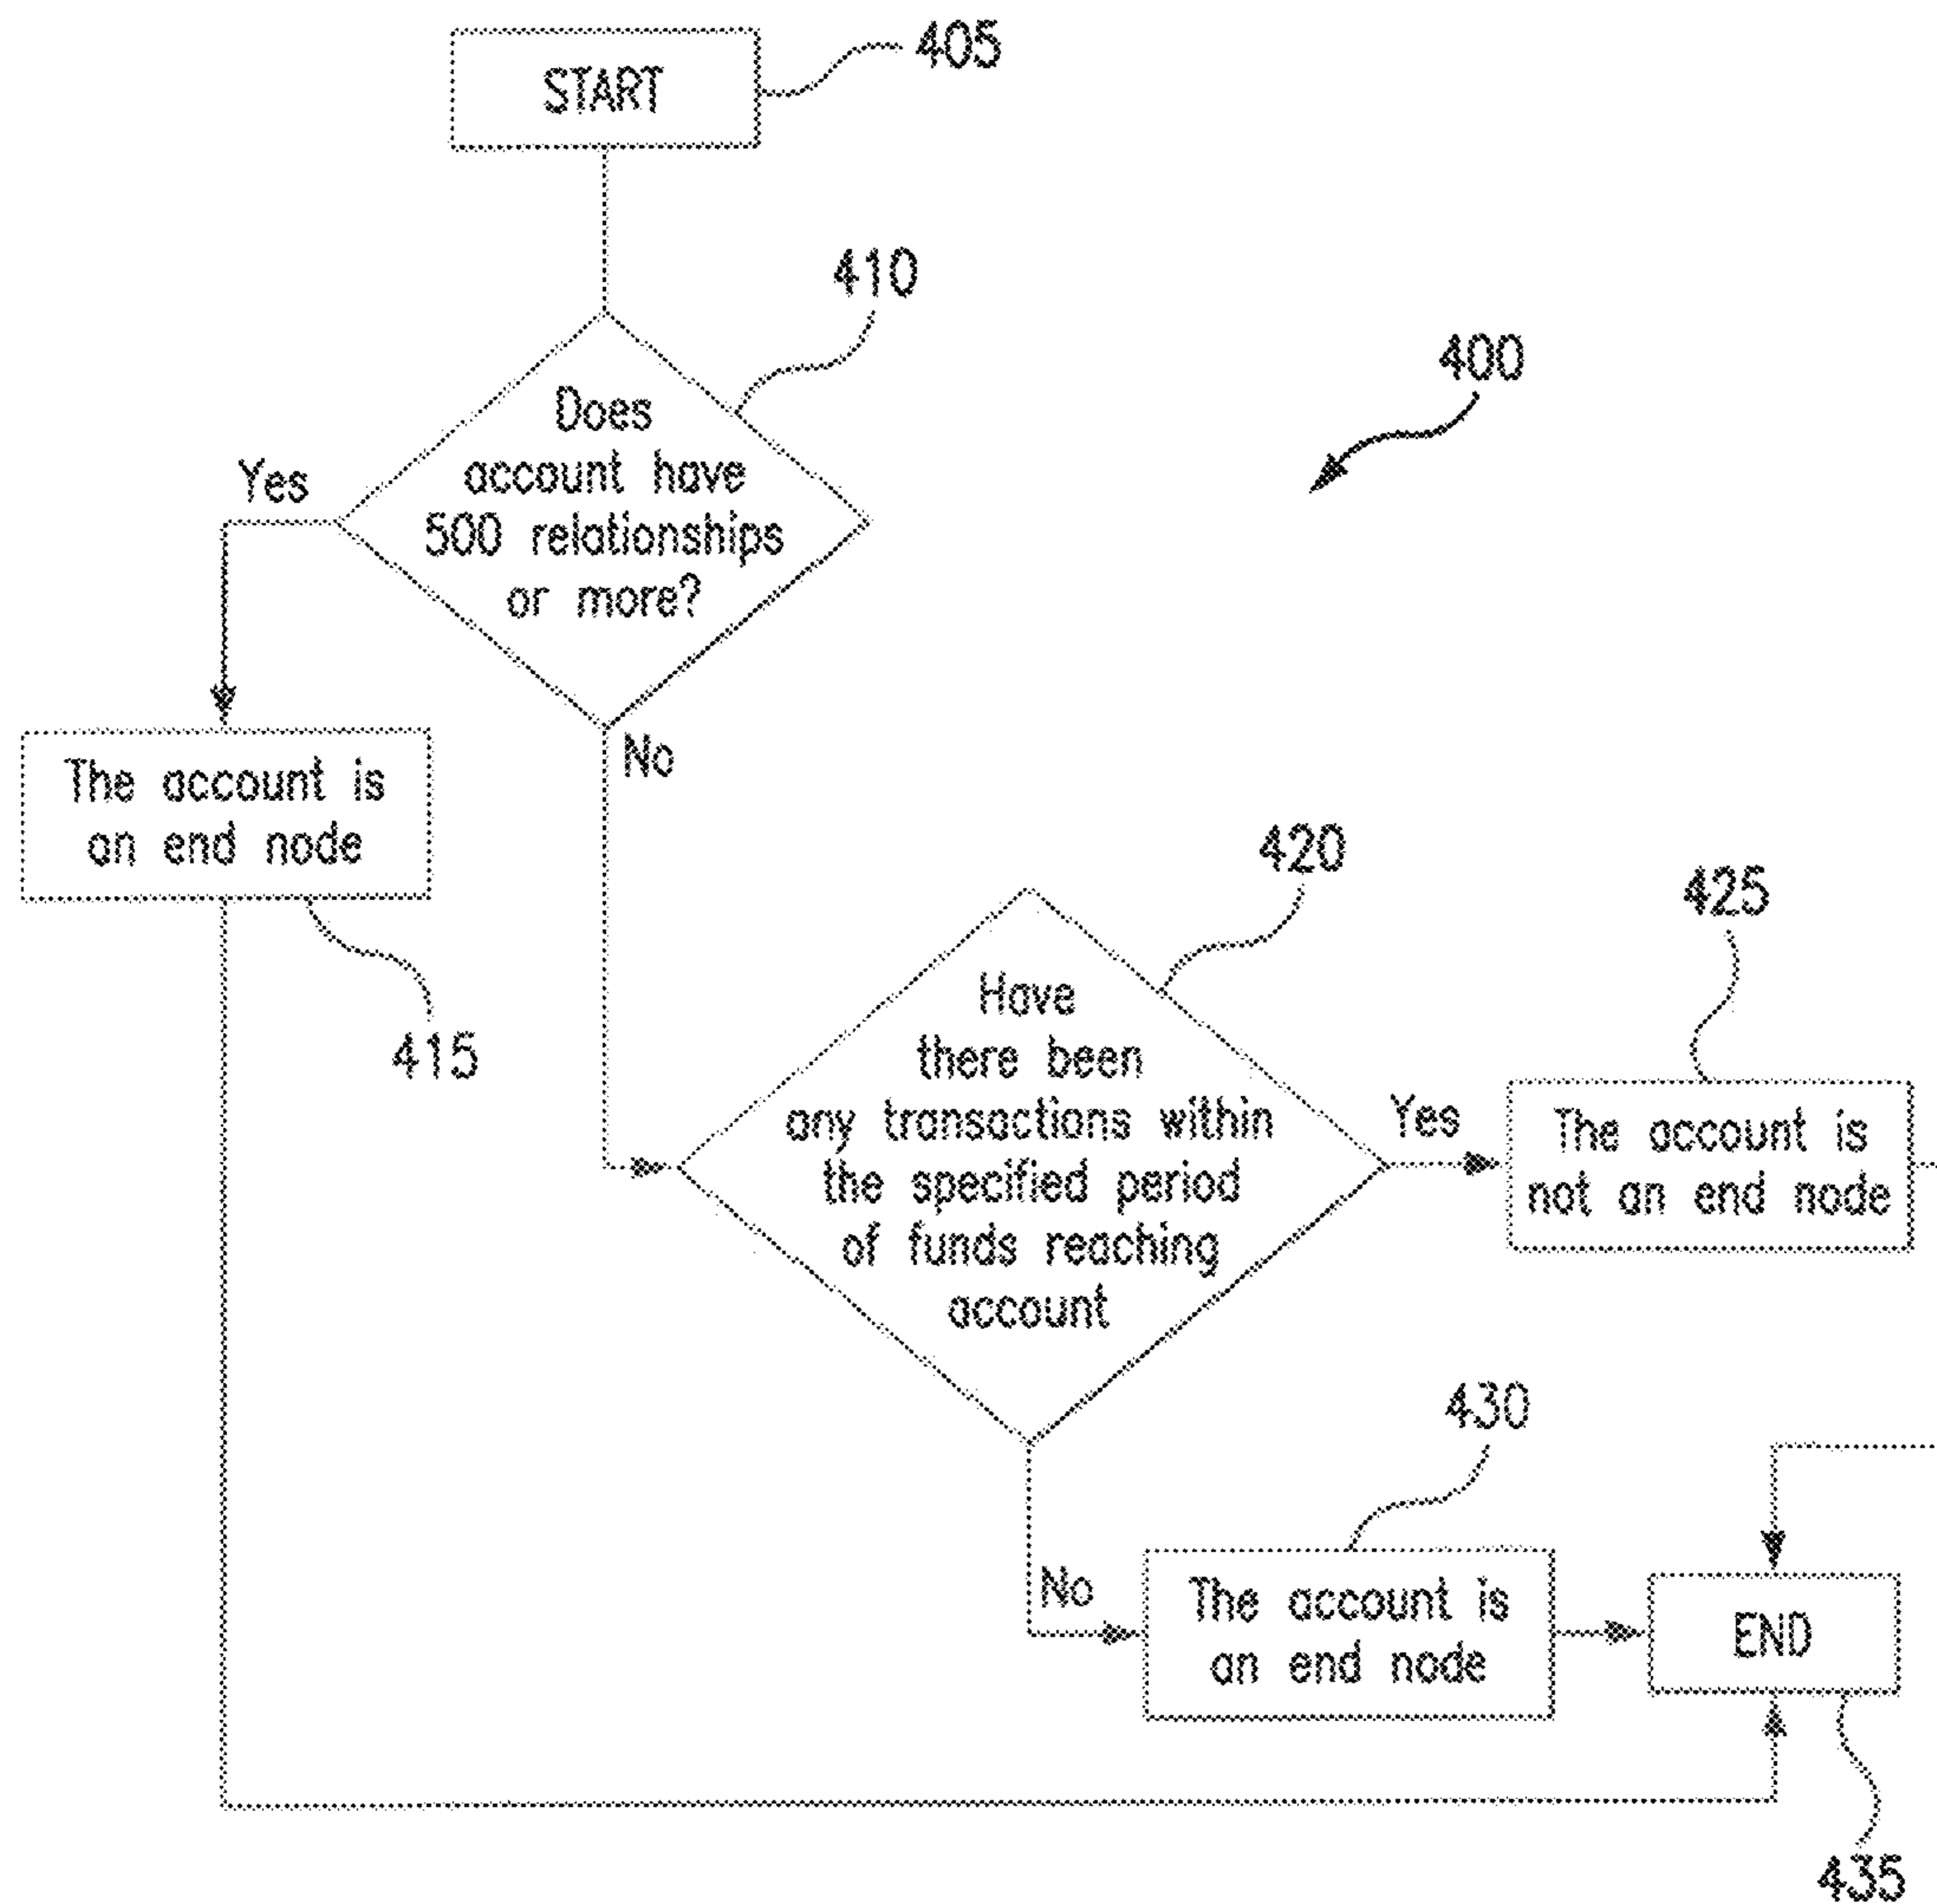 START
405
410
Does
account have
500 relationships
or more?
400
Yes
No
The account is
an end node
415
420
Have
there been
any transactions within
the specified period
of funds reaching
account
Yes
425
The account is
not an end node
No
430
The account is
an end node
END
435